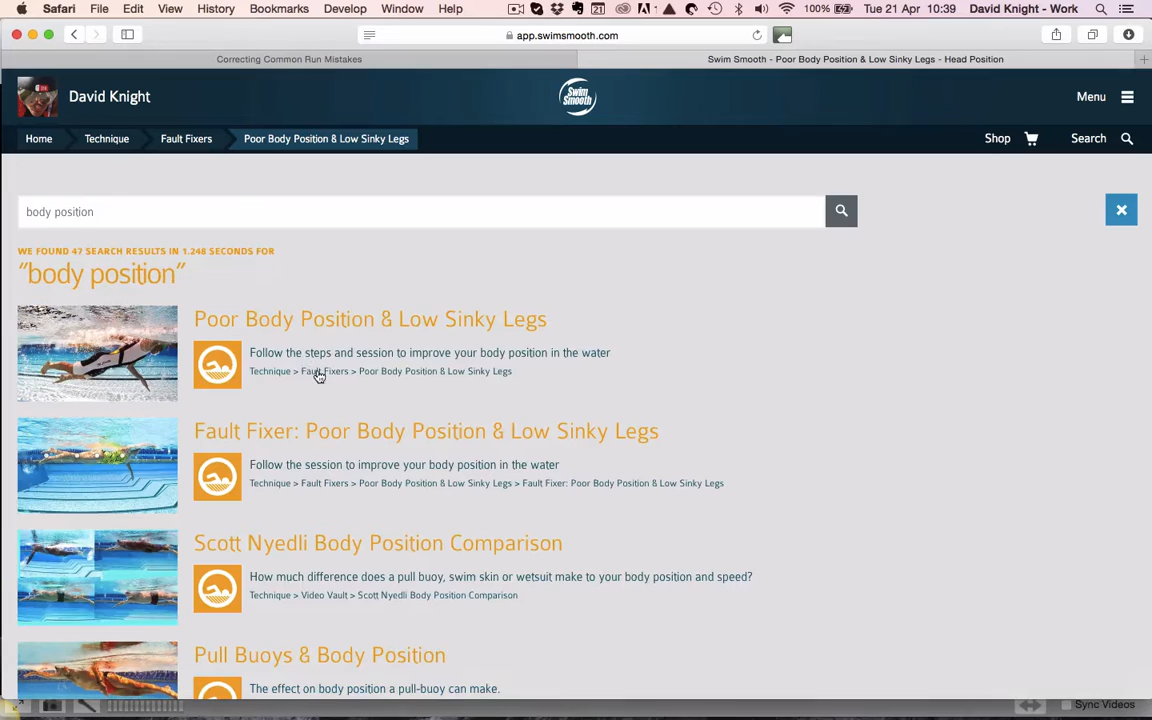 Safari File Edit View History Bookmarks Develop Window Help 100% Tue 21 Apr 10:39 David Knight - Work
app.swimsmooth.com
Correcting Common Run Mistakes Swim Smooth - Poor Body Position & Low Sinky Legs - Head Position
David Knight Swim Smooth Menu
Home Technique Fault Fixers Poor Body Position & Low Sinky Legs Shop Search
body position
WE FOUND 47 SEARCH RESULTS IN 1.248 SECONDS FOR
"body position"
Poor Body Position & Low Sinky Legs
Follow the steps and session to improve your body position in the water
Technique > Fault Fixers > Poor Body Position & Low Sinky Legs
Fault Fixer: Poor Body Position & Low Sinky Legs
Follow the session to improve your body position in the water
Technique > Fault Fixers > Poor Body Position & Low Sinky Legs > Fault Fixer: Poor Body Position & Low Sinky Legs
Scott Nyedli Body Position Comparison
How much difference does a pull buoy, swim skin or wetsuit make to your body position and speed?
Technique > Video Vault > Scott Nyedli Body Position Comparison
Pull Buoys & Body Position
The effect on body position a pull-buoy can make.
Sync Videos